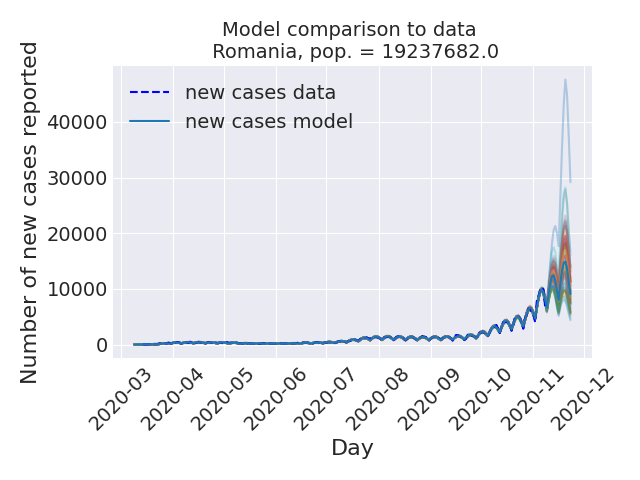 Model comparison to data
Romania, pop. = 19237682.0
Number of new cases reported
new cases data
new cases model
40000
30000
20000
10000
0
2020-03
2020-04
2020-05
2020-06
2020-07
2020-08
2020-09
2020-10
2020-11
2020-12
Day